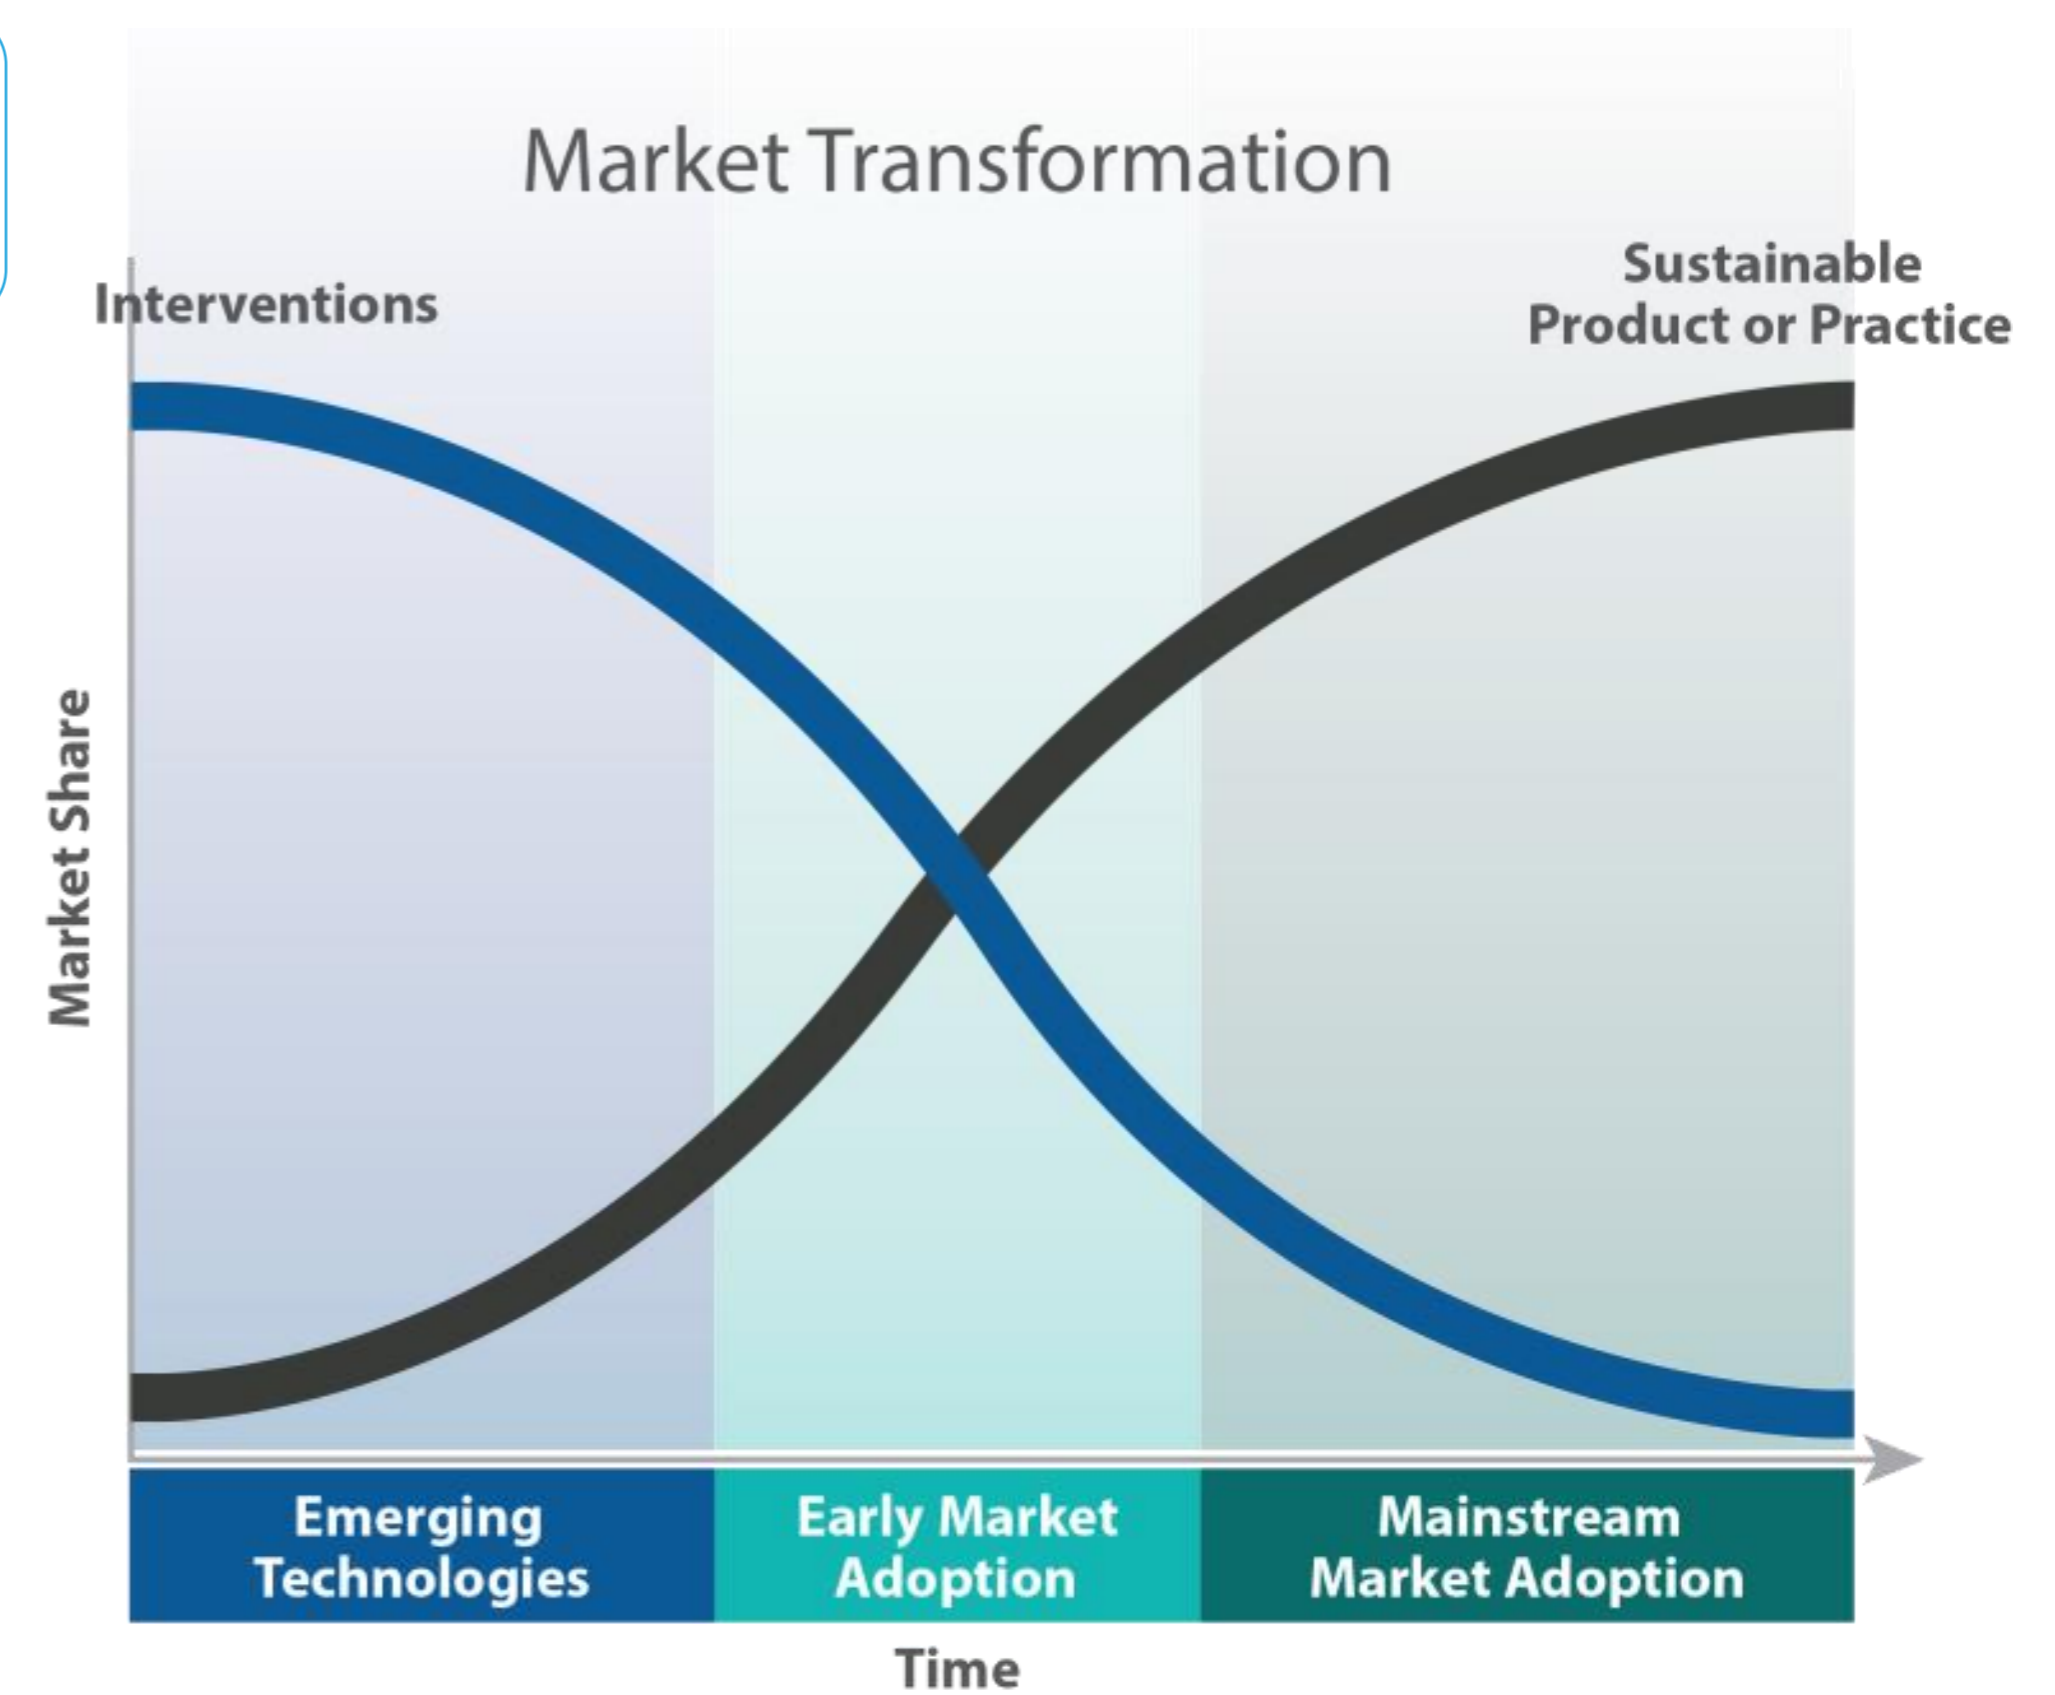 Market Transformation
Interventions
Sustainable
Product or Practice
Market Share
Emerging
Technologies
Early Market
Adoption
Mainstream
Market Adoption
Time